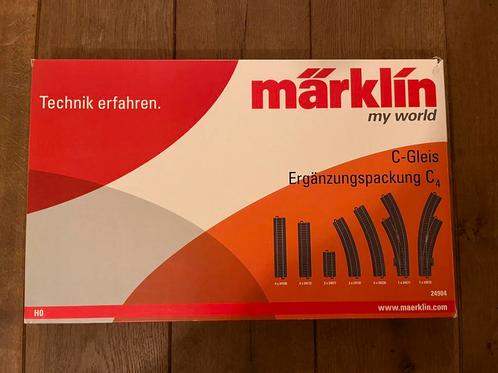 Technik erfahren.
märklin
my world
C-Gleis
Ergänzungspackung C4
24904
H0
www.maerklin.com